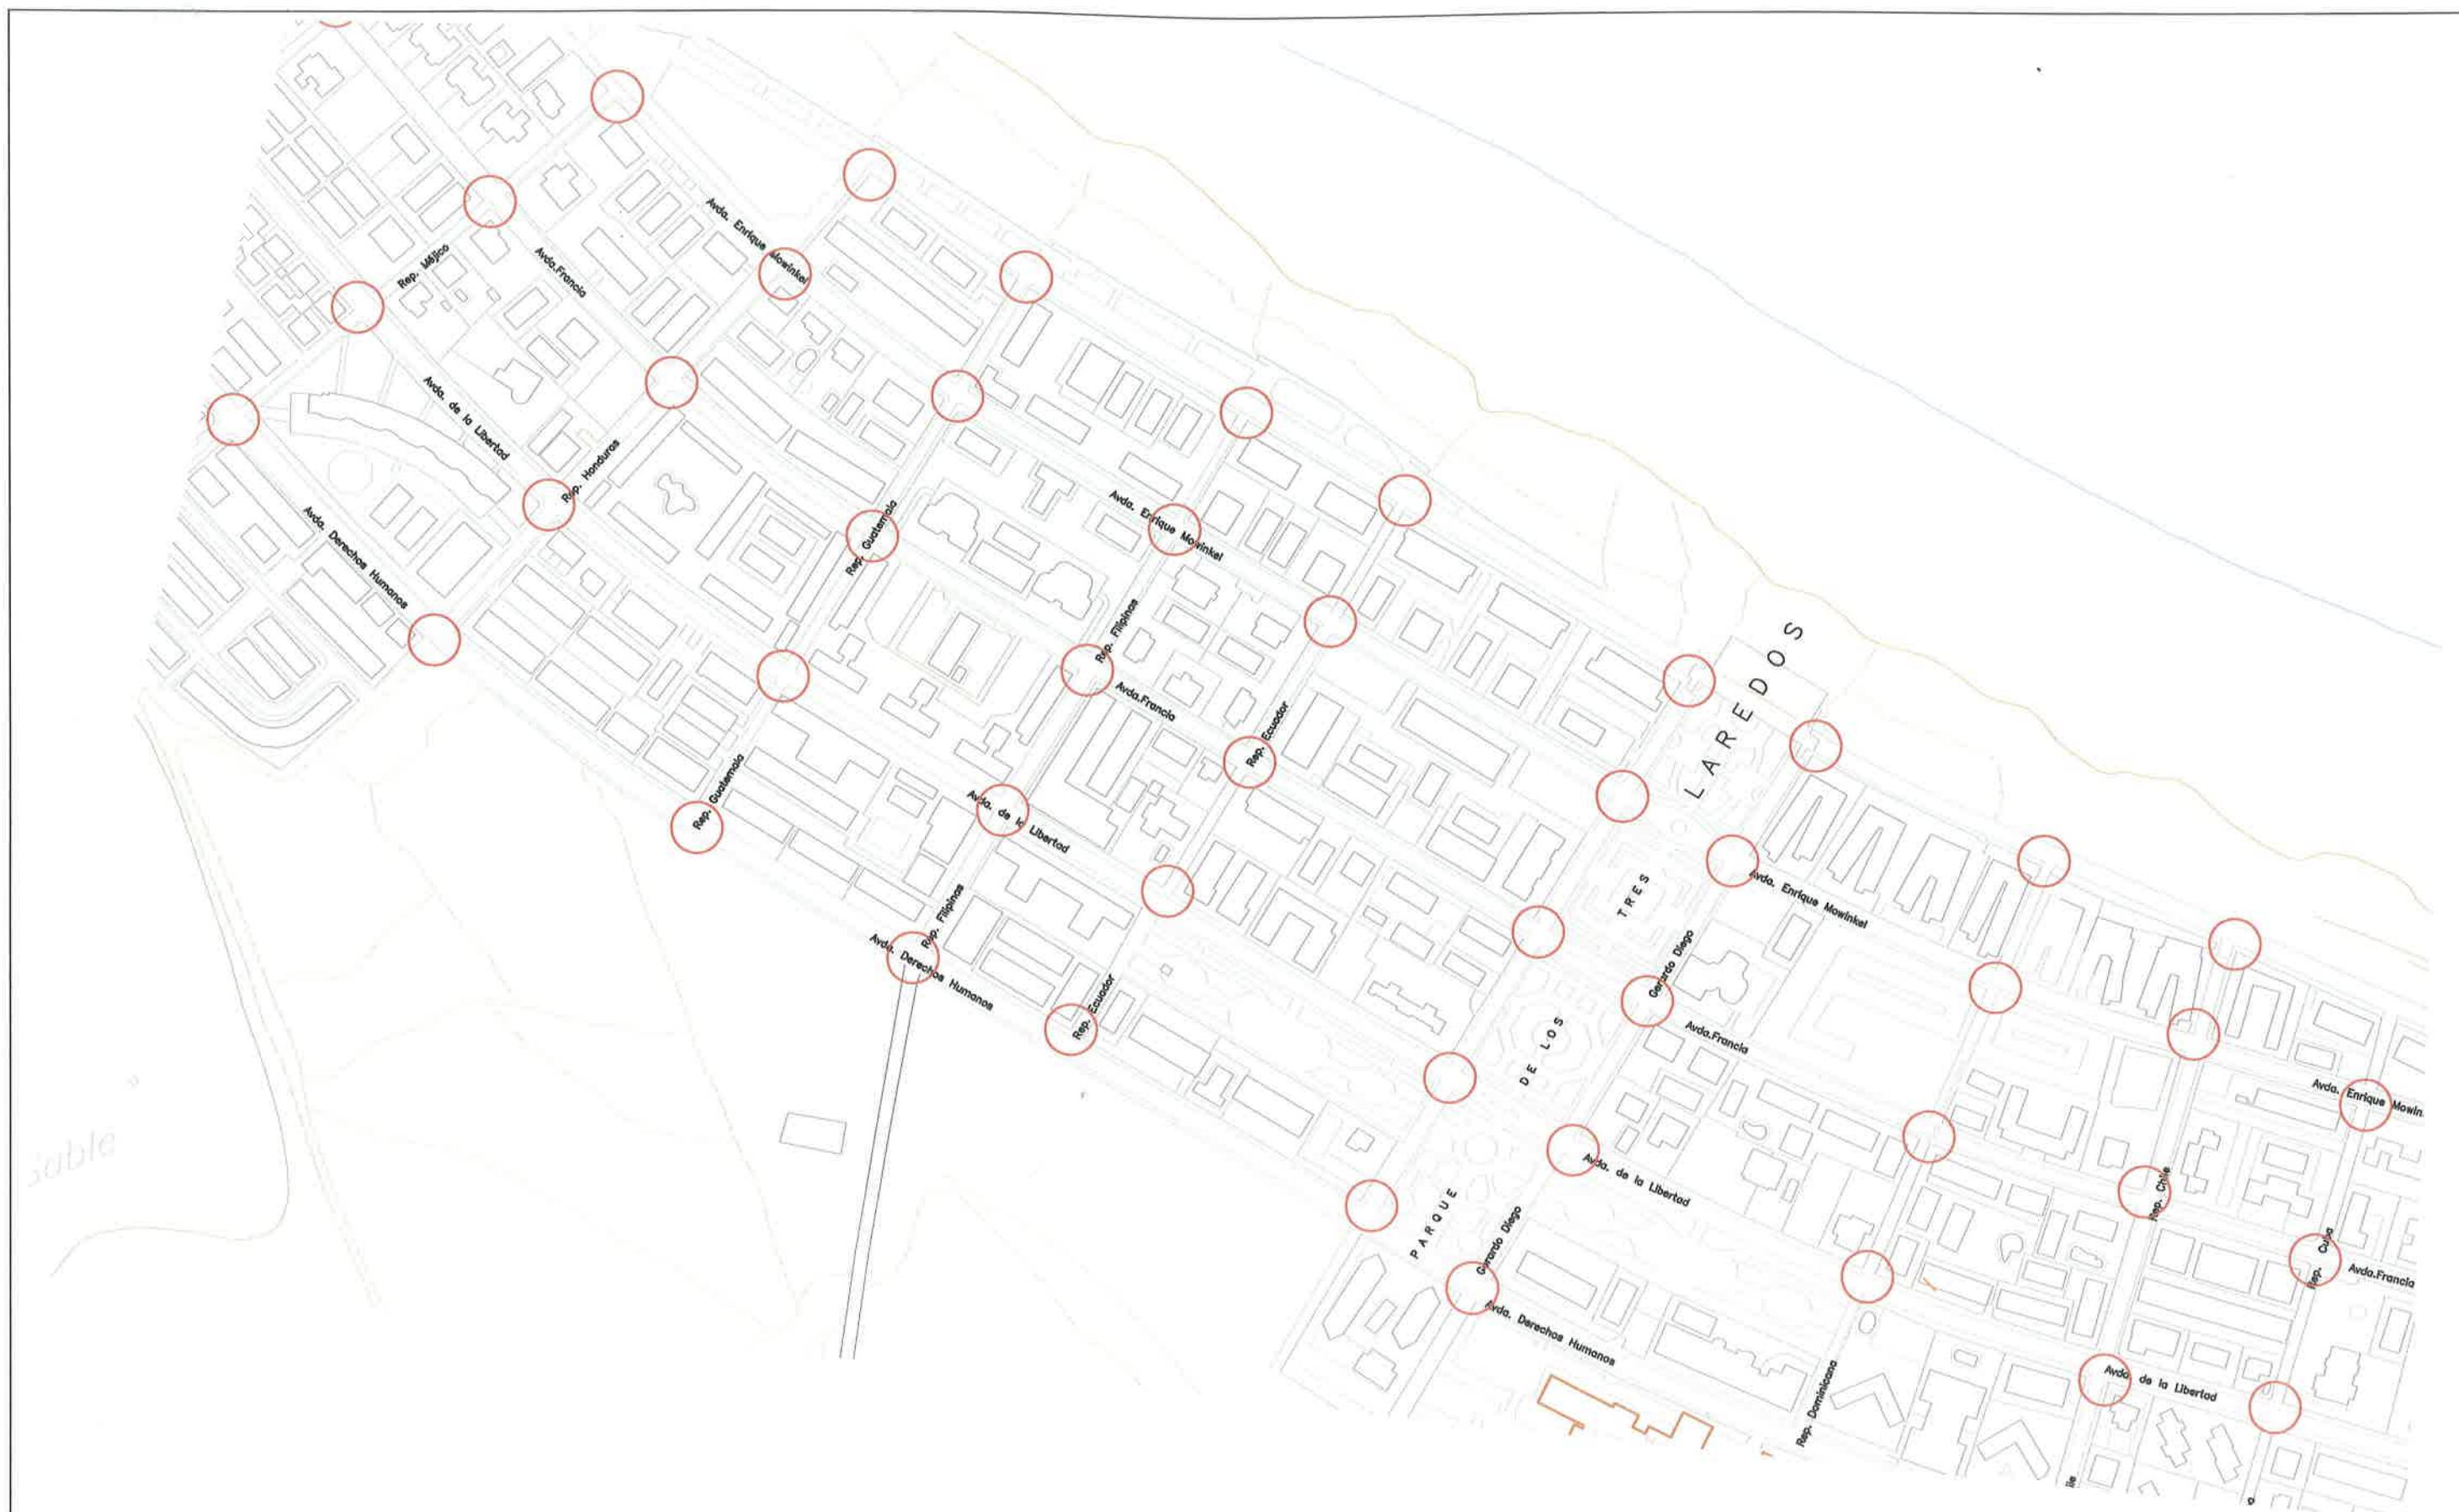 Avda. Enrique Mowinkel
Rep. Méjico
Avda.Francia
Avda. de la Libertad
Rep. Honduras
Avda. Derechos Humanos
Rep. Guatemala
Avda. Enrique Mowinkel
Rep. Filipinas
Avda.Francia
Rep. Ecuador
Rep. Guatemala
Avda. de la Libertad
Rep. Filipinas
Avda. Derechos Humanos
Rep. Ecuador
PARQUE DE LOS TRES LAREDOS
Avda. Enrique Mowinkel
Gerardo Diego
Avda.Francia
Avda. de la Libertad
Gerardo Diego
Avda. Derechos Humanos
Rep. Dominicana
Avda. Enrique Mowin
Rep. Chile
Rep. Cuba
Avda.Francia
Avda. de la Libertad
ile
Sable